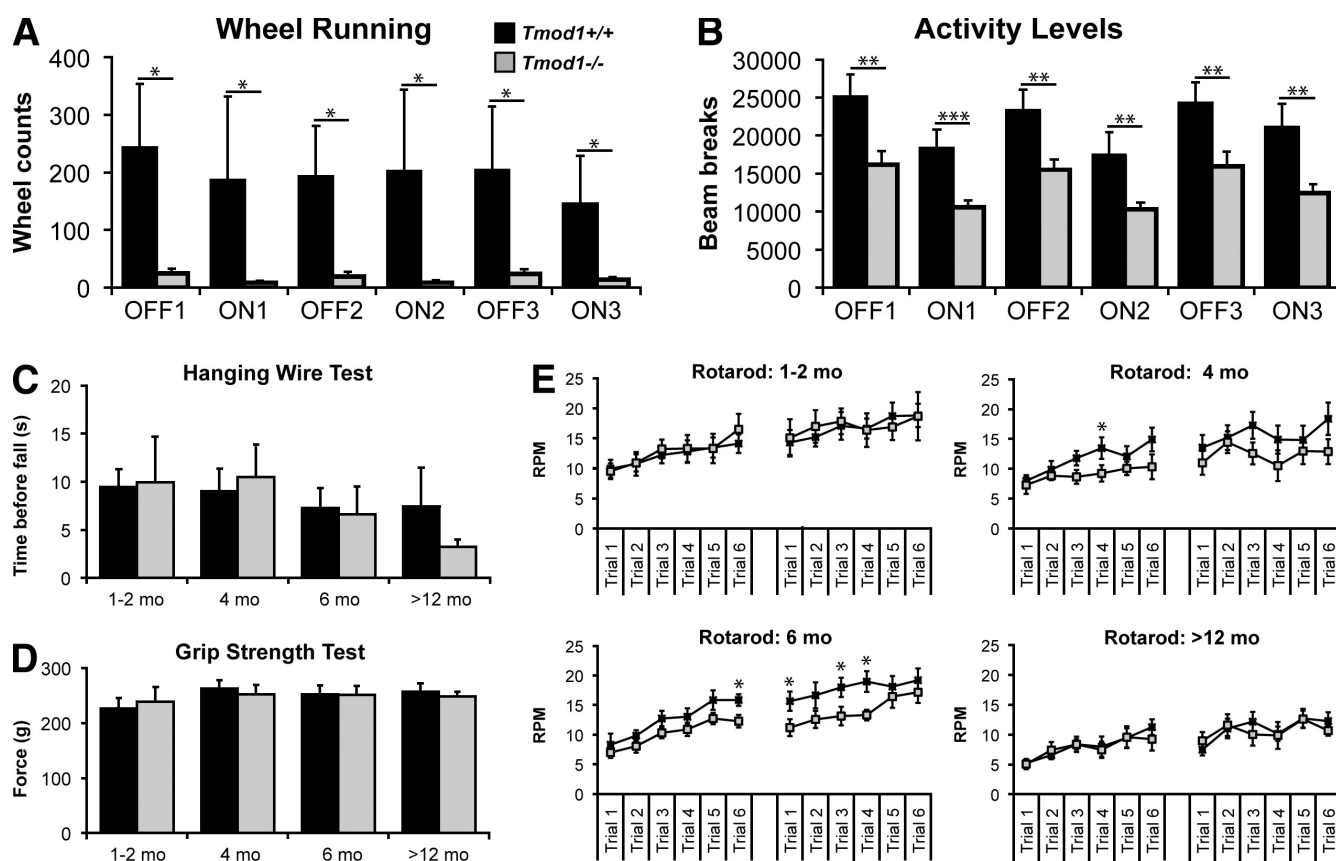 A
Wheel Running
Tmod1+/+
Tmod1-/-
Wheel counts
400
300
200
100
0
* * * * * *
OFF1 ON1 OFF2 ON2 OFF3 ON3
B
Activity Levels
Beam breaks
30000
25000
20000
15000
10000
5000
0
** *** ** ** ** **
OFF1 ON1 OFF2 ON2 OFF3 ON3
C
Hanging Wire Test
Time before fall (s)
20
15
10
5
0
1-2 mo 4 mo 6 mo >12 mo
D
Grip Strength Test
Force (g)
300
200
100
0
1-2 mo 4 mo 6 mo >12 mo
E
Rotarod: 1-2 mo
RPM
25
20
15
10
5
0
Trial 1 Trial 2 Trial 3 Trial 4 Trial 5 Trial 6 Trial 1 Trial 2 Trial 3 Trial 4 Trial 5 Trial 6
Rotarod: 4 mo
RPM
25
20
15
10
5
0
*
Trial 1 Trial 2 Trial 3 Trial 4 Trial 5 Trial 6 Trial 1 Trial 2 Trial 3 Trial 4 Trial 5 Trial 6
Rotarod: 6 mo
RPM
25
20
15
10
5
0
* * * *
Trial 1 Trial 2 Trial 3 Trial 4 Trial 5 Trial 6 Trial 1 Trial 2 Trial 3 Trial 4 Trial 5 Trial 6
Rotarod: >12 mo
RPM
25
20
15
10
5
0
Trial 1 Trial 2 Trial 3 Trial 4 Trial 5 Trial 6 Trial 1 Trial 2 Trial 3 Trial 4 Trial 5 Trial 6